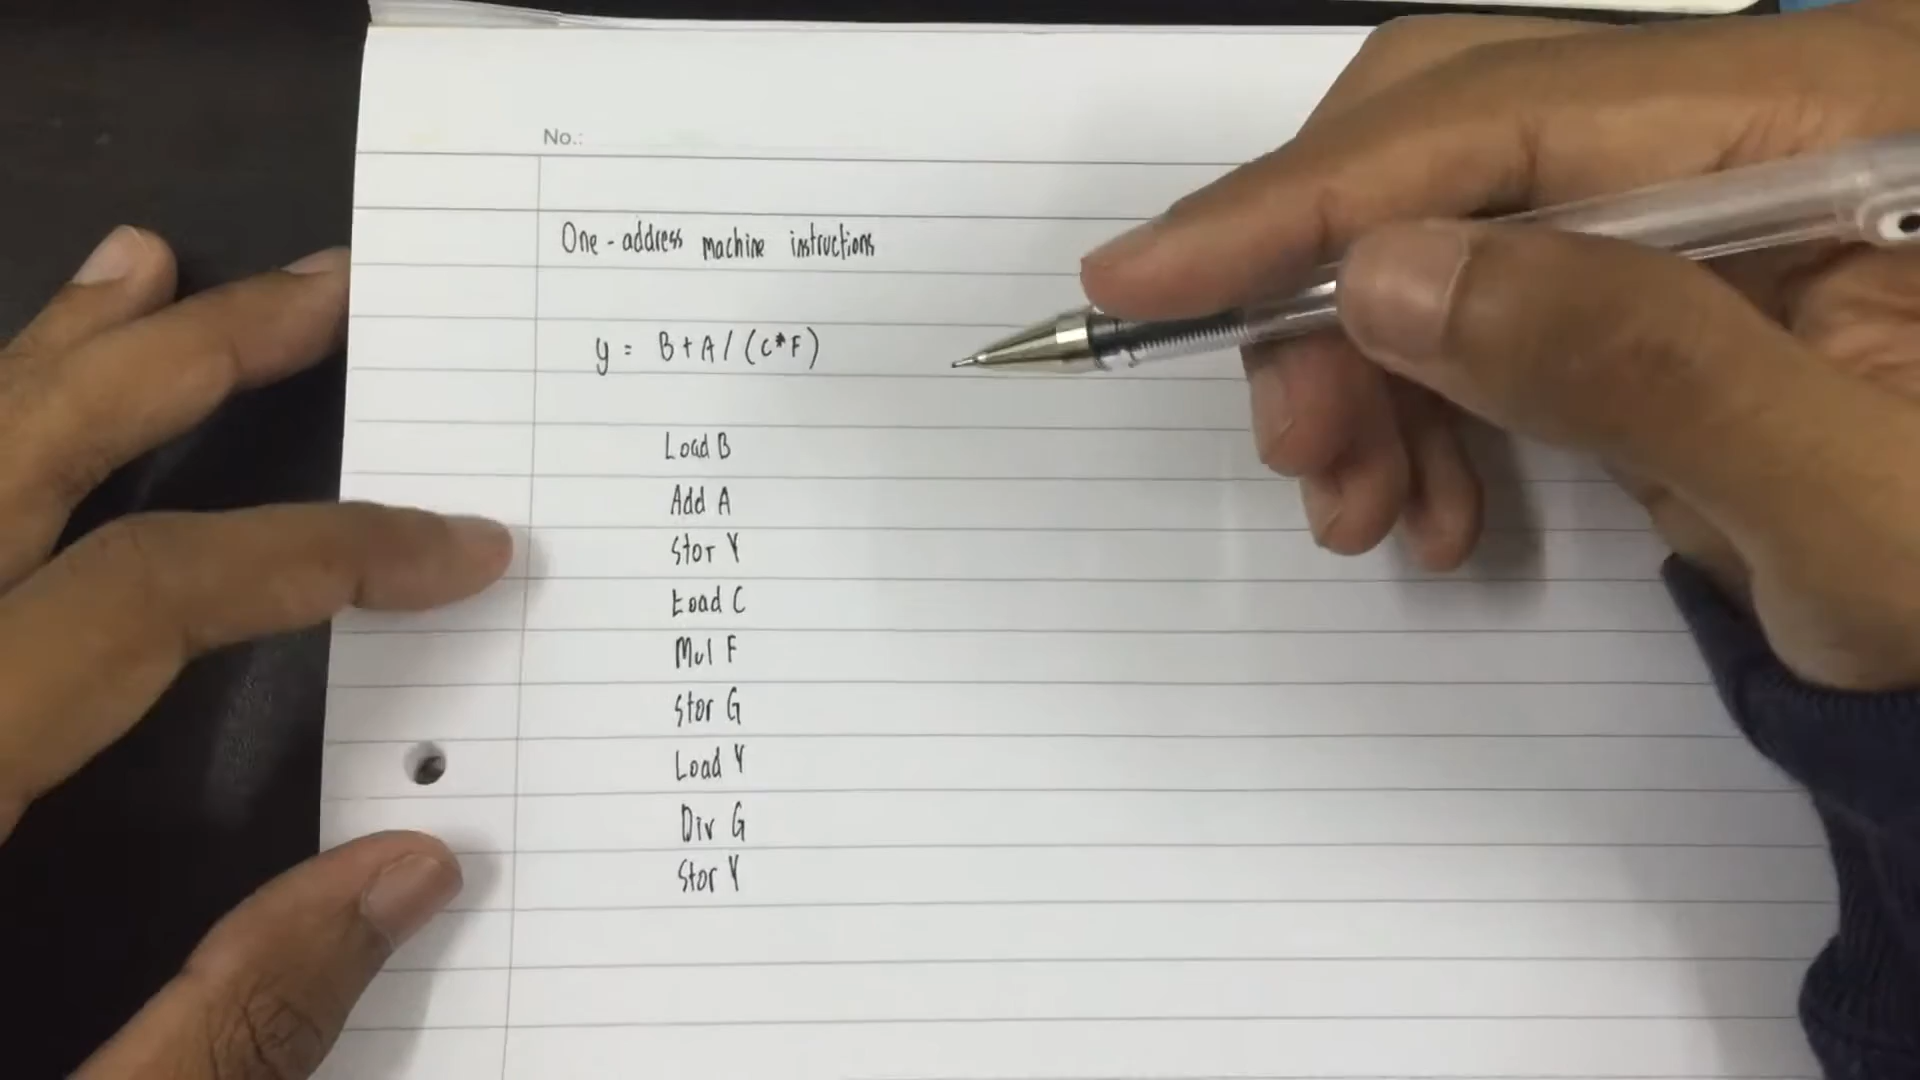 No.:
One-address machine instructions
y = B+A/(C*F)
Load B
Add A
Stor Y
Load C
Mul F
Stor G
Load Y
Div G
Stor Y